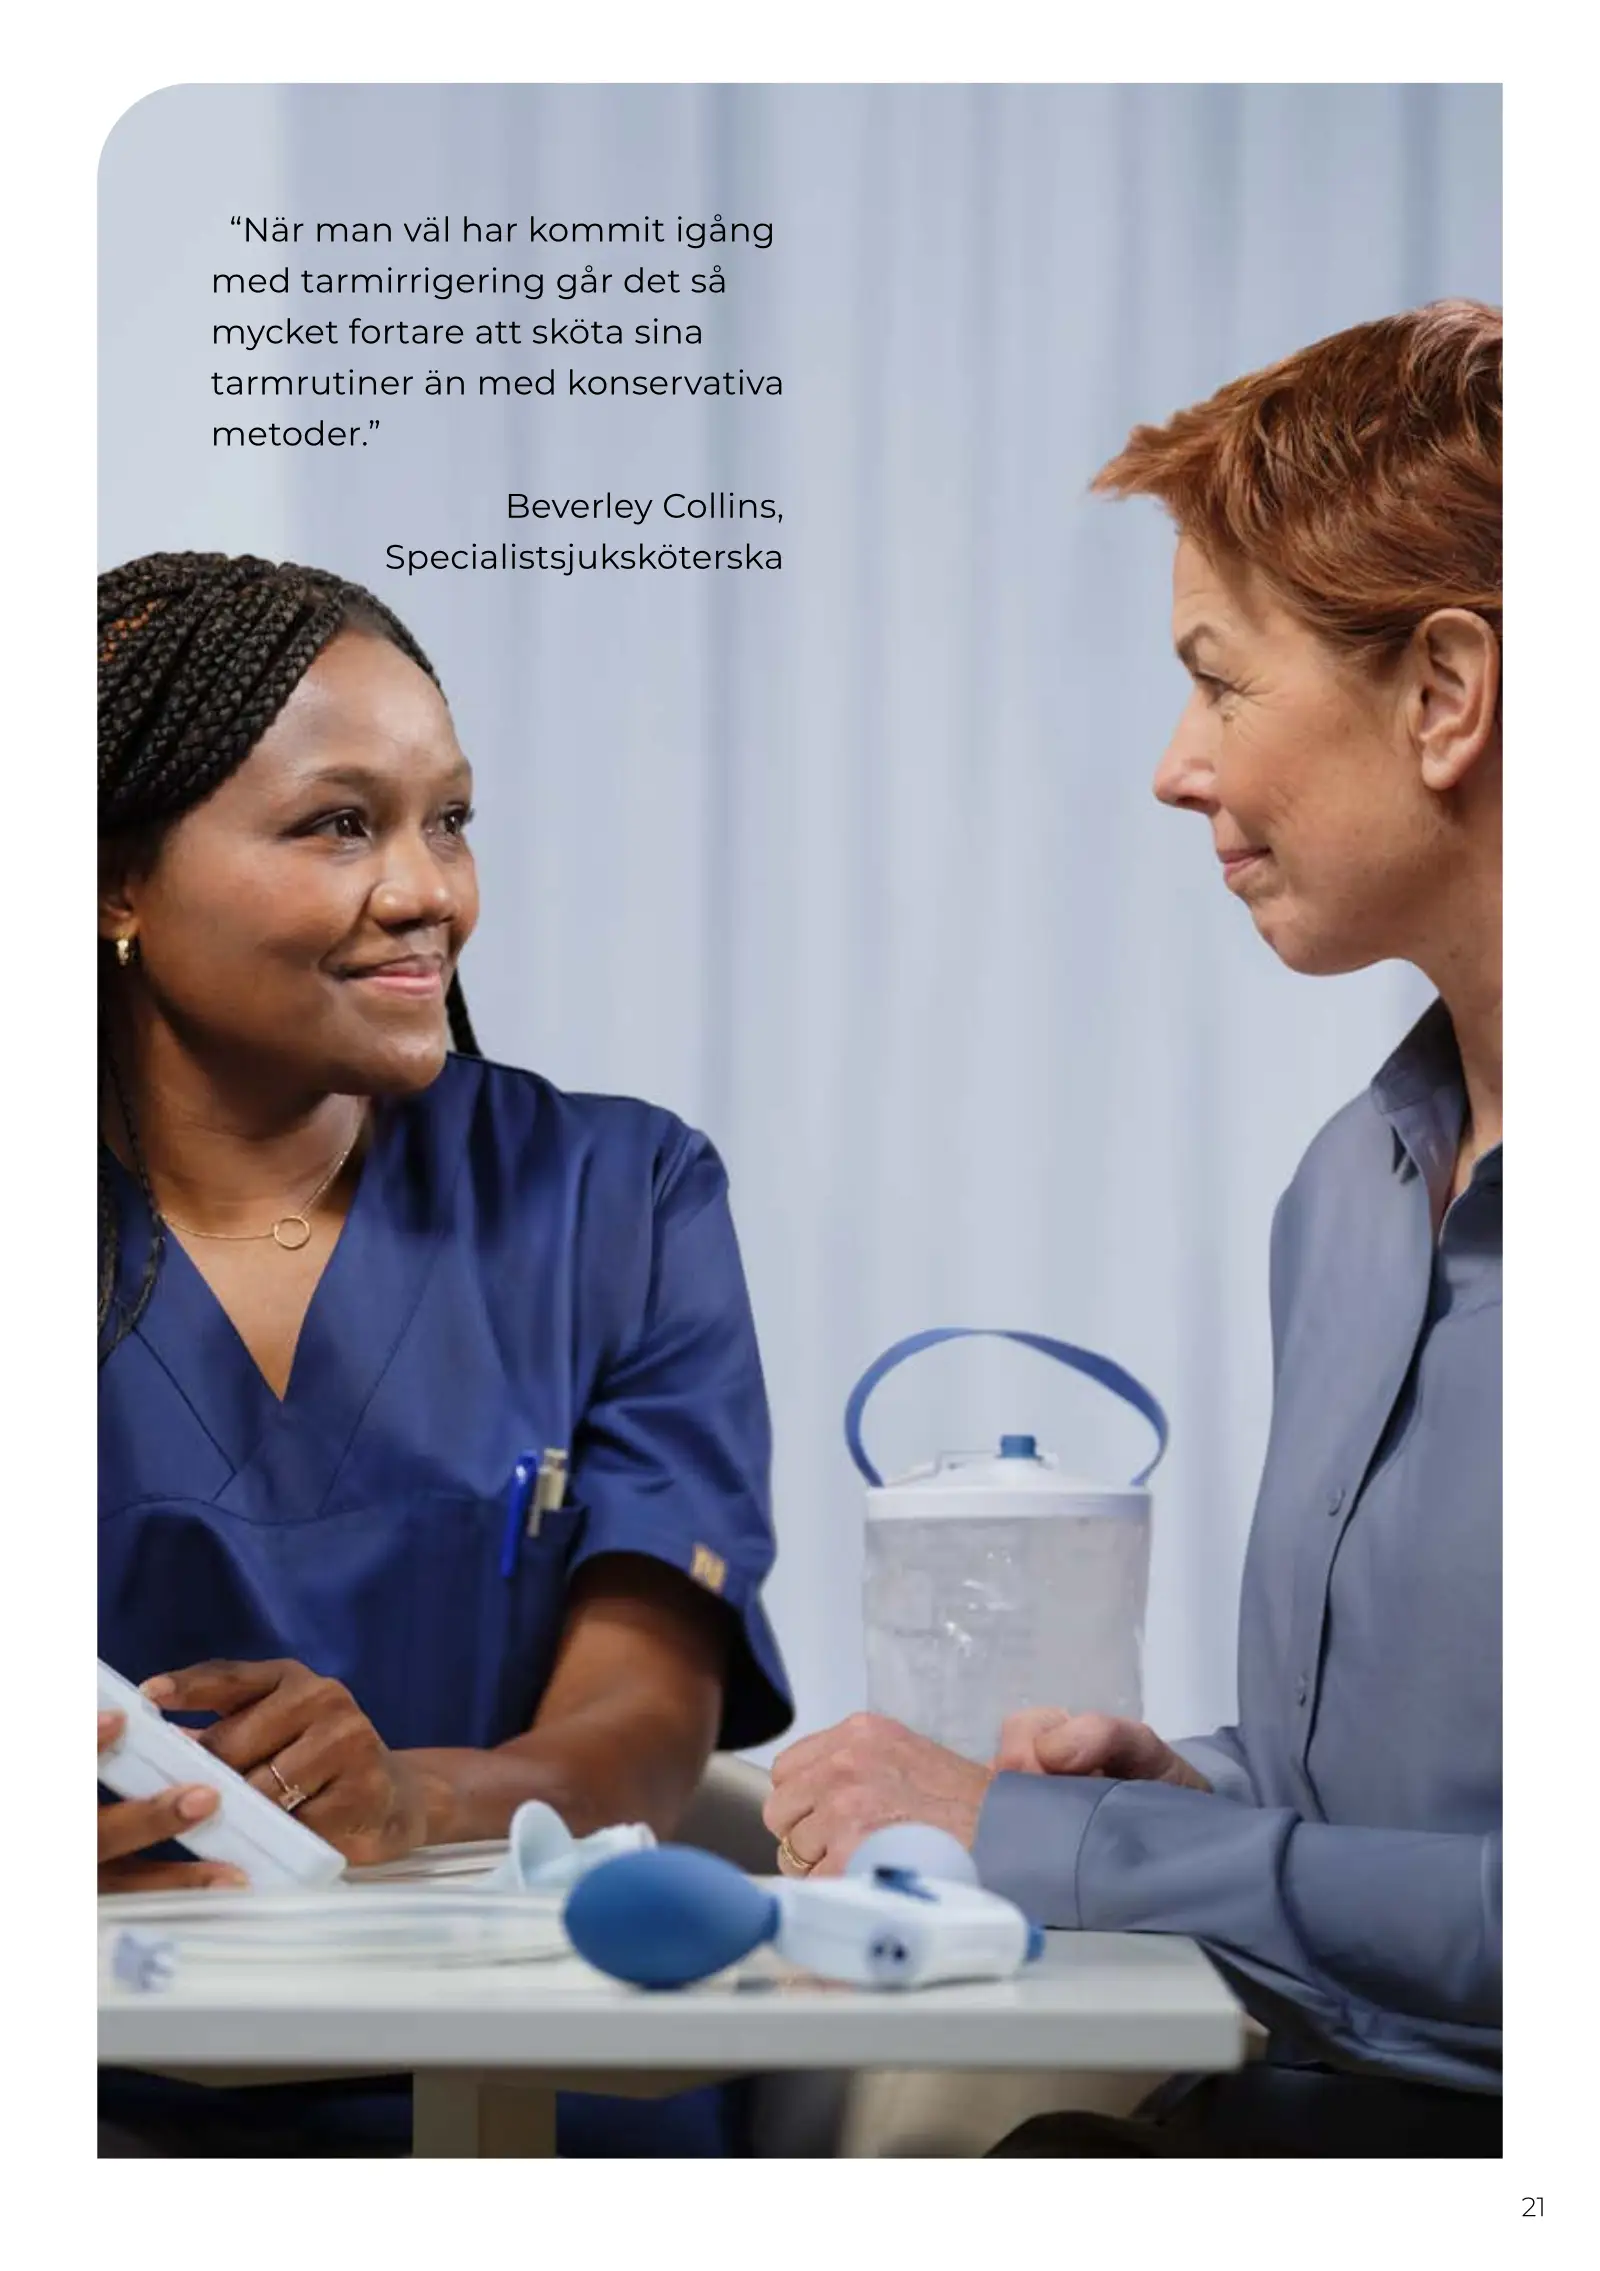 “När man väl har kommit igång
med tarmirrigering går det så
mycket fortare att sköta sina
tarmrutiner än med konservativa
metoder.”
Beverley Collins,
Specialistsjuksköterska
21